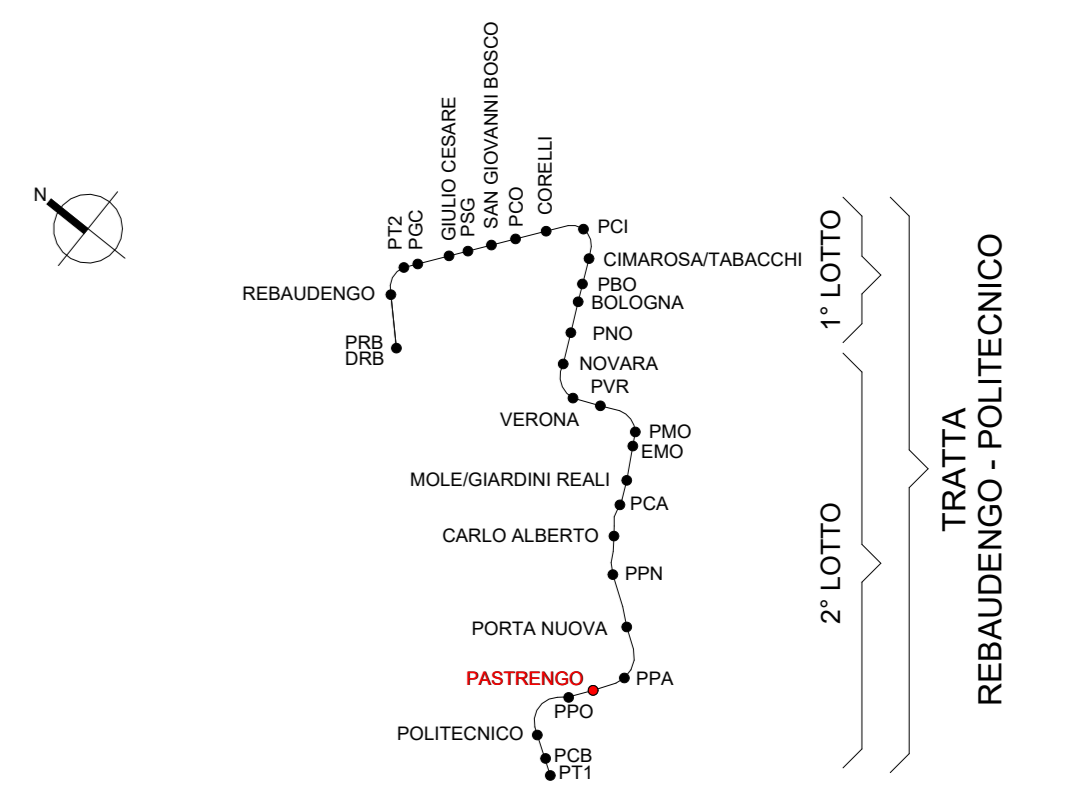 N
PT2
PGC
GIULIO CESARE
PSG
SAN GIOVANNI BOSCO
PCO
CORELLI
PCI
CIMAROSA/TABACCHI
REBAUDENGO
PBO
BOLOGNA
PNO
PRB
DRB
NOVARA
PVR
VERONA
PMO
EMO
MOLE/GIARDINI REALI
PCA
CARLO ALBERTO
PPN
PORTA NUOVA
PASTRENGO
PPA
PPO
POLITECNICO
PCB
PT1
1° LOTTO
2° LOTTO
TRATTA
REBAUDENGO - POLITECNICO